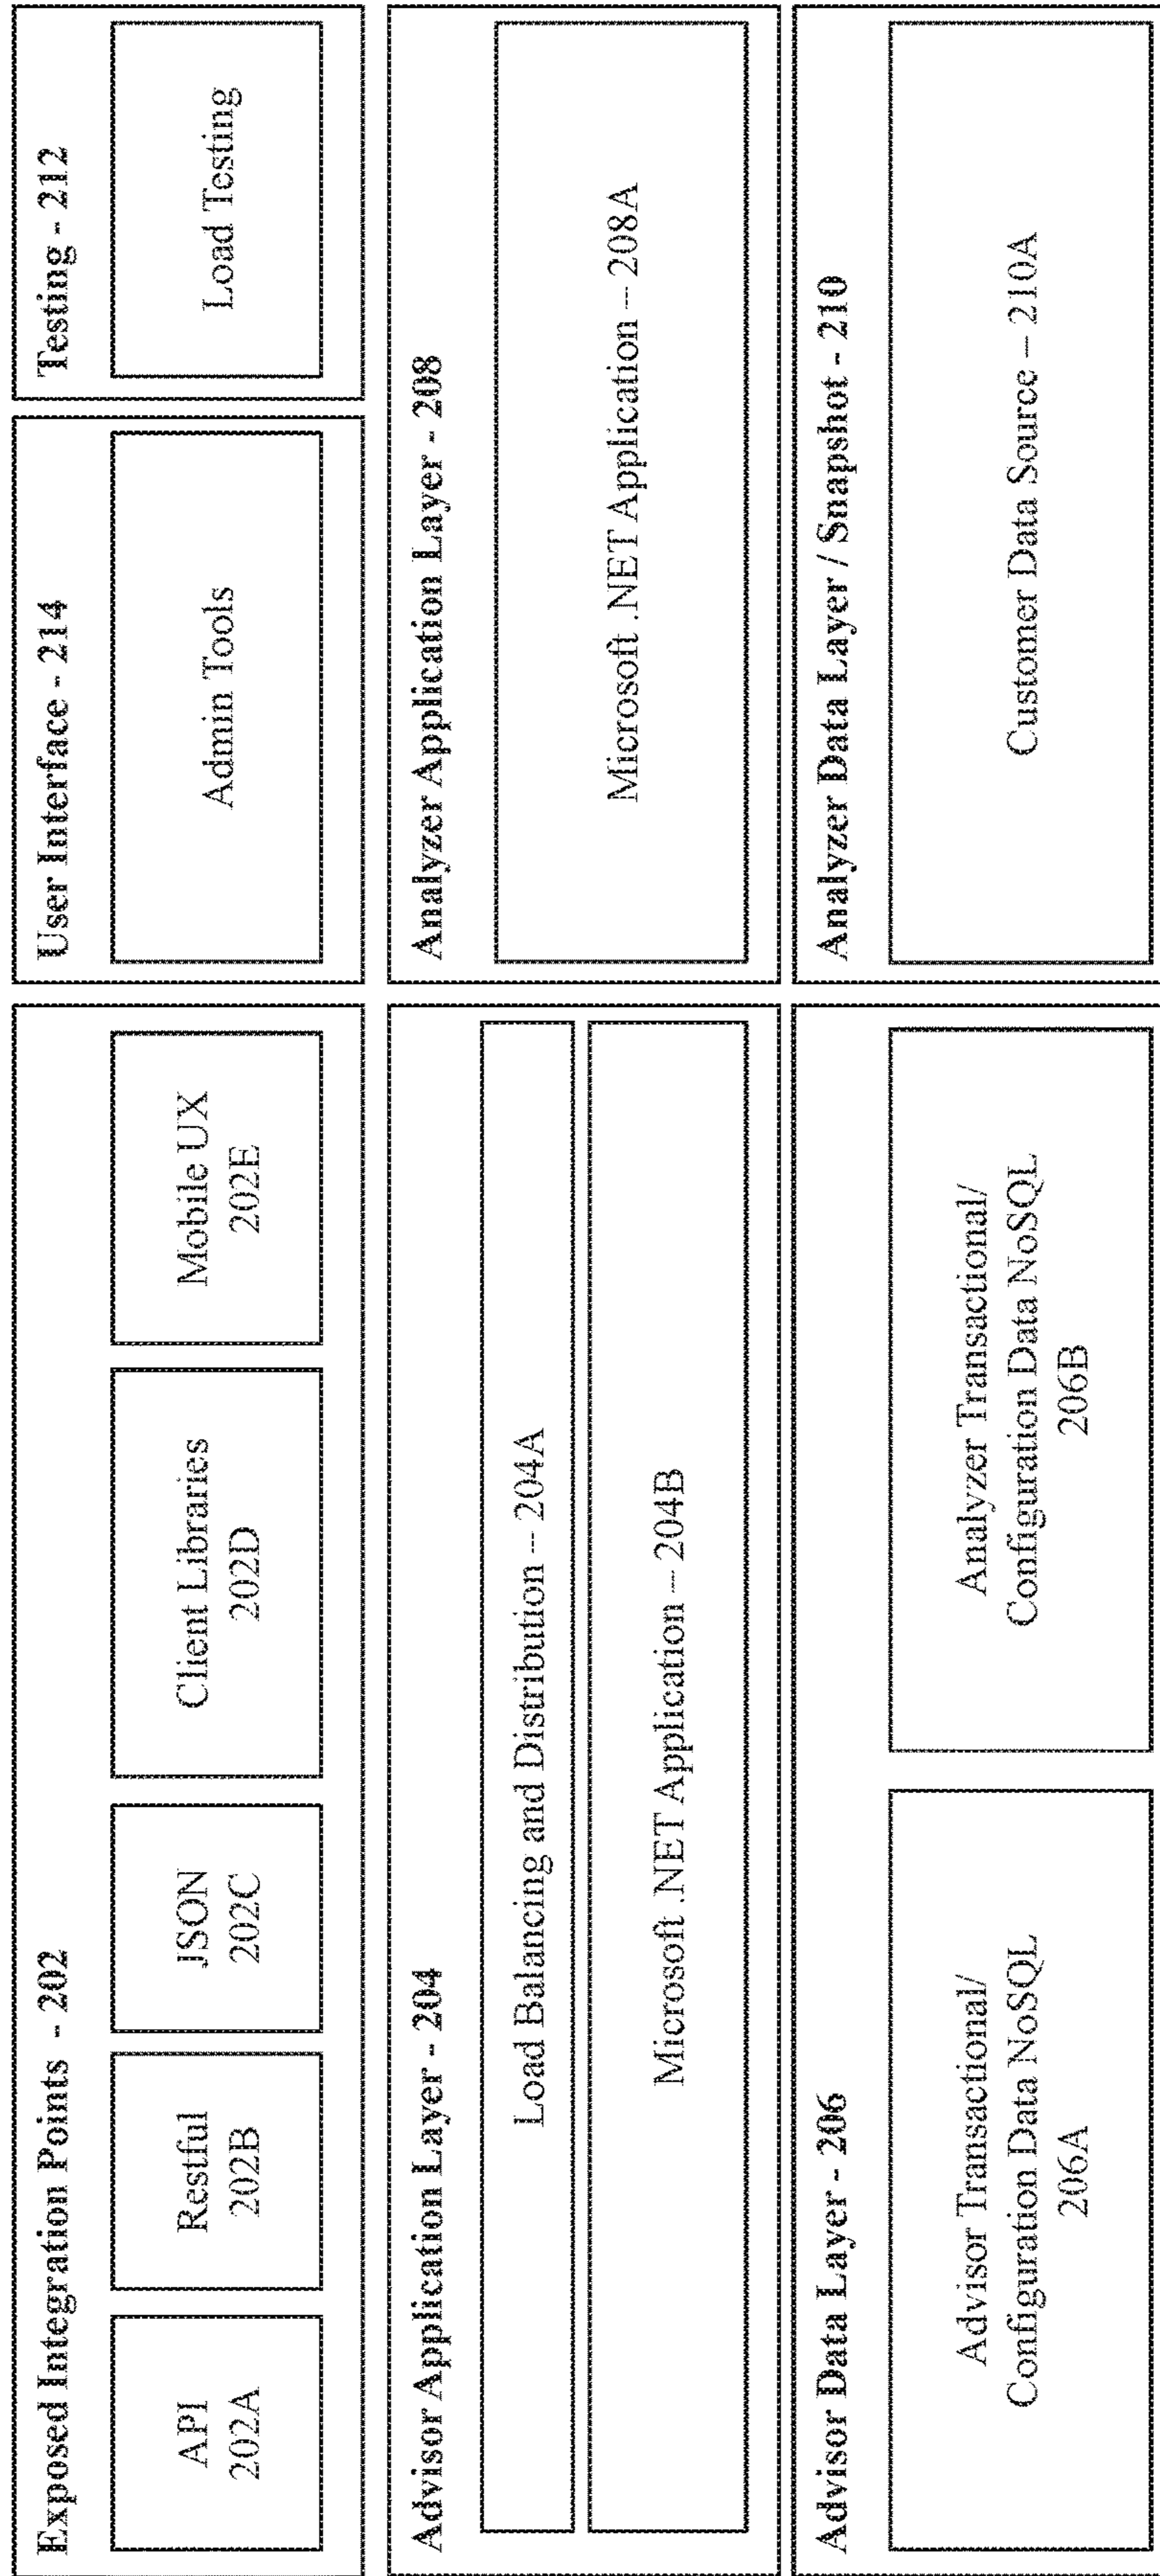 Exposed Integration Points - 202
API
202A
Restful
202B
JSON
202C
Client Libraries
202D
Mobile UX
202E
User Interface - 214
Admin Tools
Testing - 212
Load Testing
Advisor Application Layer - 204
Load Balancing and Distribution – 204A
Microsoft .NET Application – 204B
Analyzer Application Layer - 208
Microsoft .NET Application – 208A
Advisor Data Layer - 206
Advisor Transactional/
Configuration Data NoSQL
206A
Analyzer Transactional/
Configuration Data NoSQL
206B
Analyzer Data Layer / Snapshot - 210
Customer Data Source – 210A